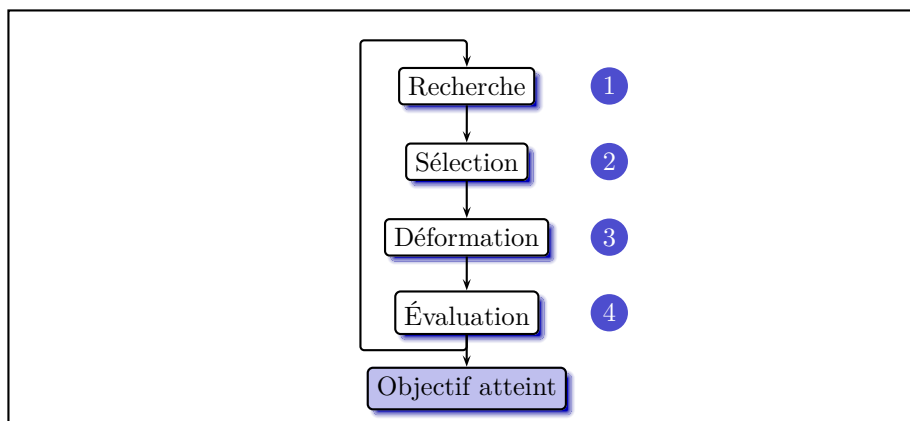 Recherche 1
Sélection 2
Déformation 3
Évaluation 4
Objectif atteint